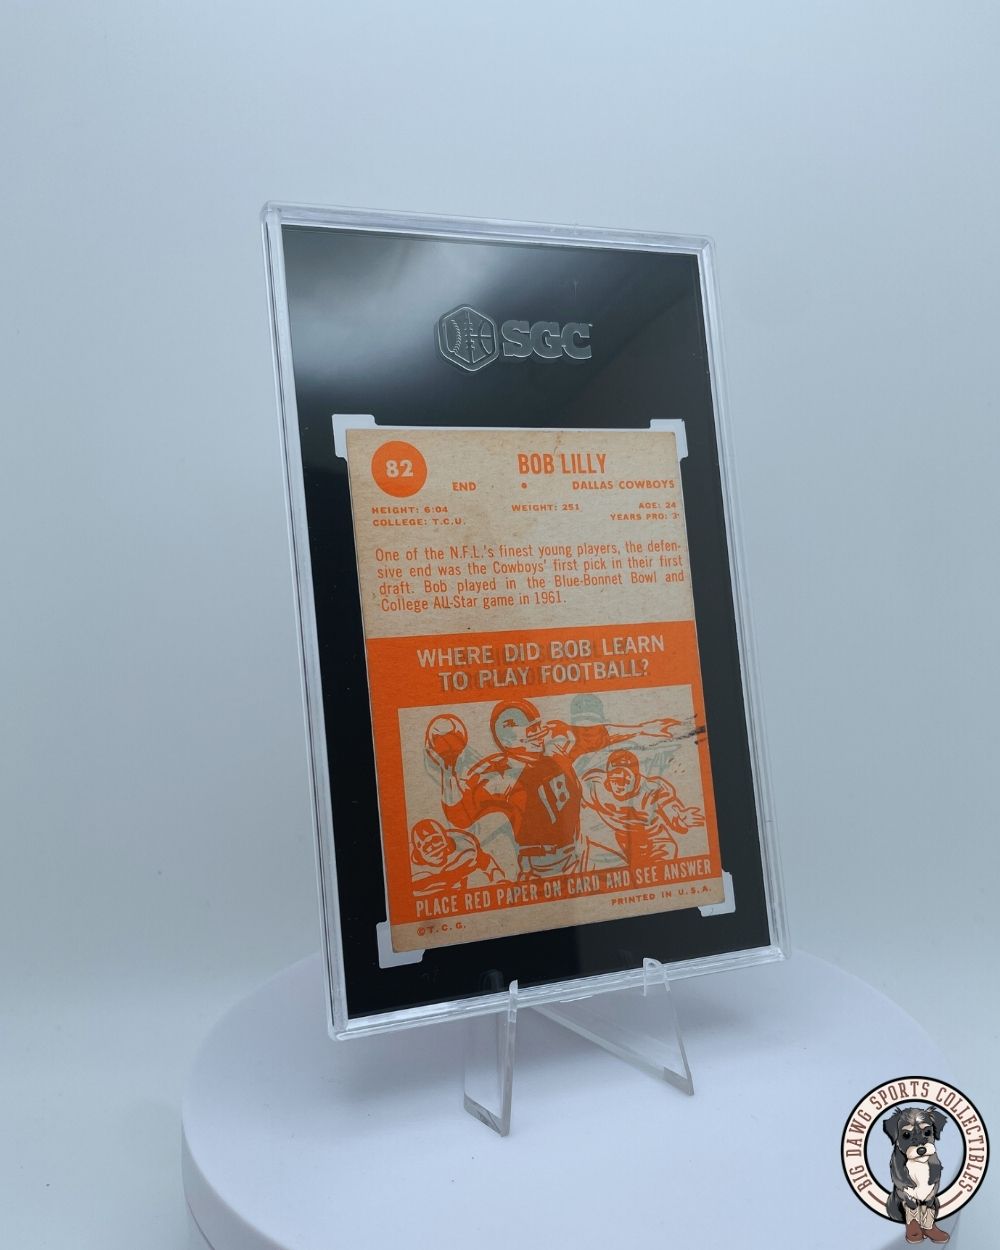 SGC
82
BOB LILLY
END • DALLAS COWBOYS
HEIGHT: 6:04 WEIGHT: 251 AGE: 24
COLLEGE: T.C.U. YEARS PRO: 3
One of the N.F.L.'s finest young players, the defen-
sive end was the Cowboys' first pick in their first
draft. Bob played in the Blue-Bonnet Bowl and
College All-Star game in 1961.
WHERE DID BOB LEARN
TO PLAY FOOTBALL?
18
PLACE RED PAPER ON CARD AND SEE ANSWER
©T.C.G. PRINTED IN U.S.A.
BIG DAWG SPORTS COLLECTIBLES